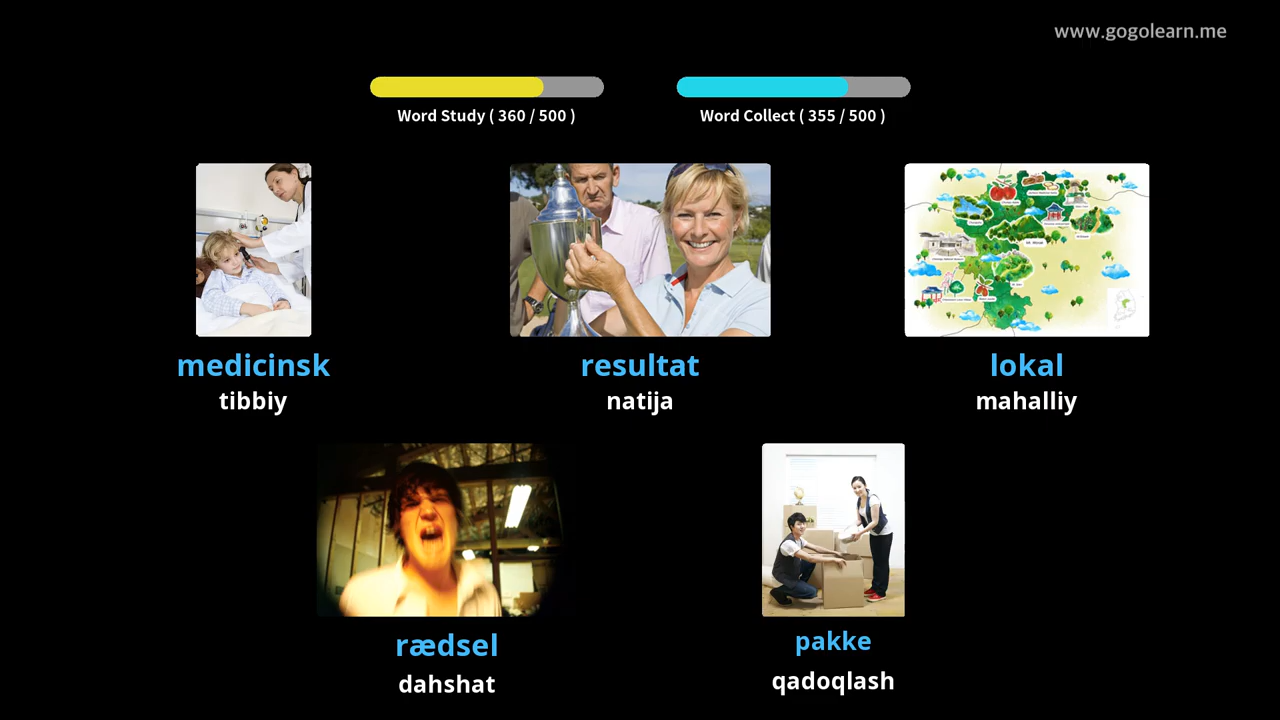 www.gogolearn.me
Word Study ( 360 / 500 )
Word Collect ( 355 / 500 )
medicinsk
tibbiy
resultat
natija
lokal
mahalliy
rædsel
dahshat
pakke
qadoqlash